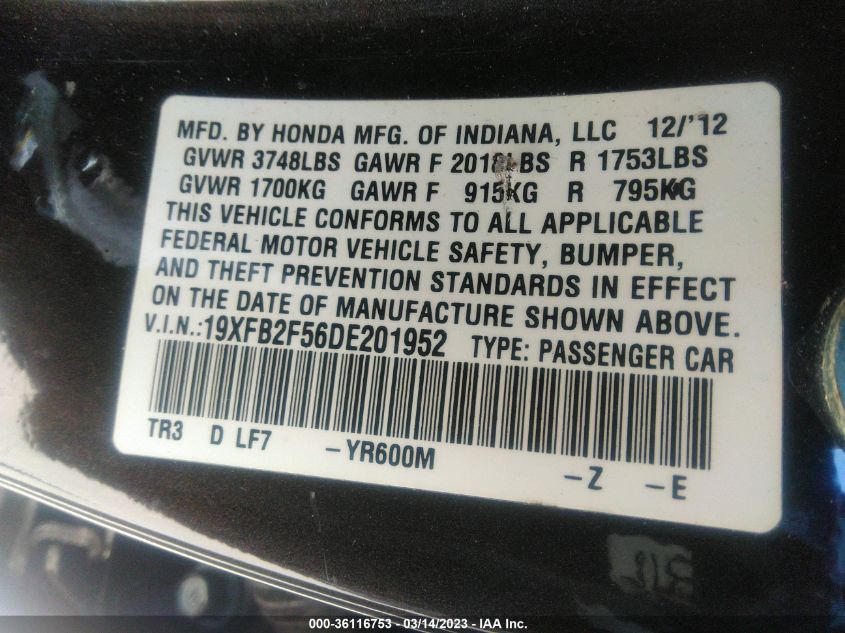 MFD. BY HONDA MFG. OF INDIANA, LLC 12/'12
GVWR 3748LBS GAWR F 2018LBS R 1753LBS
GVWR 1700KG GAWR F 915KG R 795KG
THIS VEHICLE CONFORMS TO ALL APPLICABLE
FEDERAL MOTOR VEHICLE SAFETY, BUMPER,
AND THEFT PREVENTION STANDARDS IN EFFECT
ON THE DATE OF MANUFACTURE SHOWN ABOVE.
V.I.N.:19XFB2F56DE201952 TYPE: PASSENGER CAR
TR3 D LF7 -YR600M -Z -E
000-36116753 - 03/14/2023 - IAA Inc.